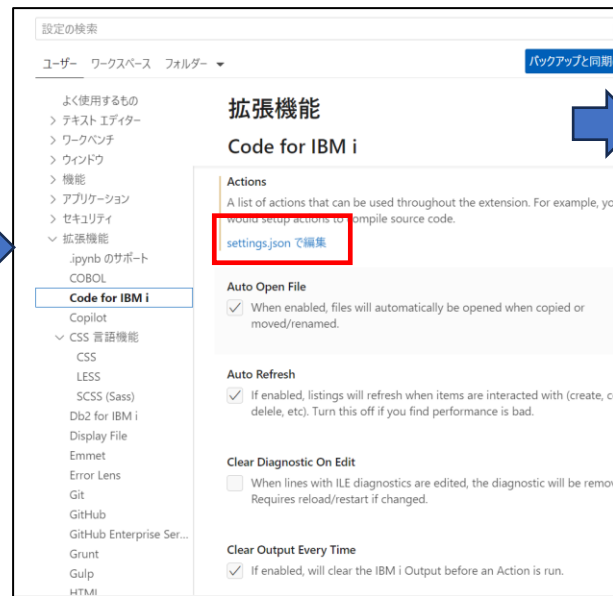 設定の検索
ユーザー ワークスペース フォルダー
バックアップと同期
よく使用するもの
テキスト エディター
ワークベンチ
ウィンドウ
機能
アプリケーション
セキュリティ
拡張機能
.ipynb のサポート
COBOL
Code for IBM i
Copilot
CSS 言語機能
CSS
LESS
SCSS (Sass)
Db2 for IBM i
Display File
Emmet
Error Lens
Git
GitHub
GitHub Enterprise Ser...
Grunt
Gulp
HTML
拡張機能
Code for IBM i
Actions
A list of actions that can be used throughout the extension. For example,
would setup actions to compile source code.
settings.json で編集
Auto Open File
When enabled, files will automatically be opened when copied or
moved/renamed.
Auto Refresh
If enabled, listings will refresh when items are interacted with (create,
delele, etc). Turn this off if you find performance is bad.
Clear Diagnostic On Edit
When lines with ILE diagnostics are edited, the diagnostic will be
Requires reload/restart if changed.
Clear Output Every Time
If enabled, will clear the IBM i Output before an Action is run.